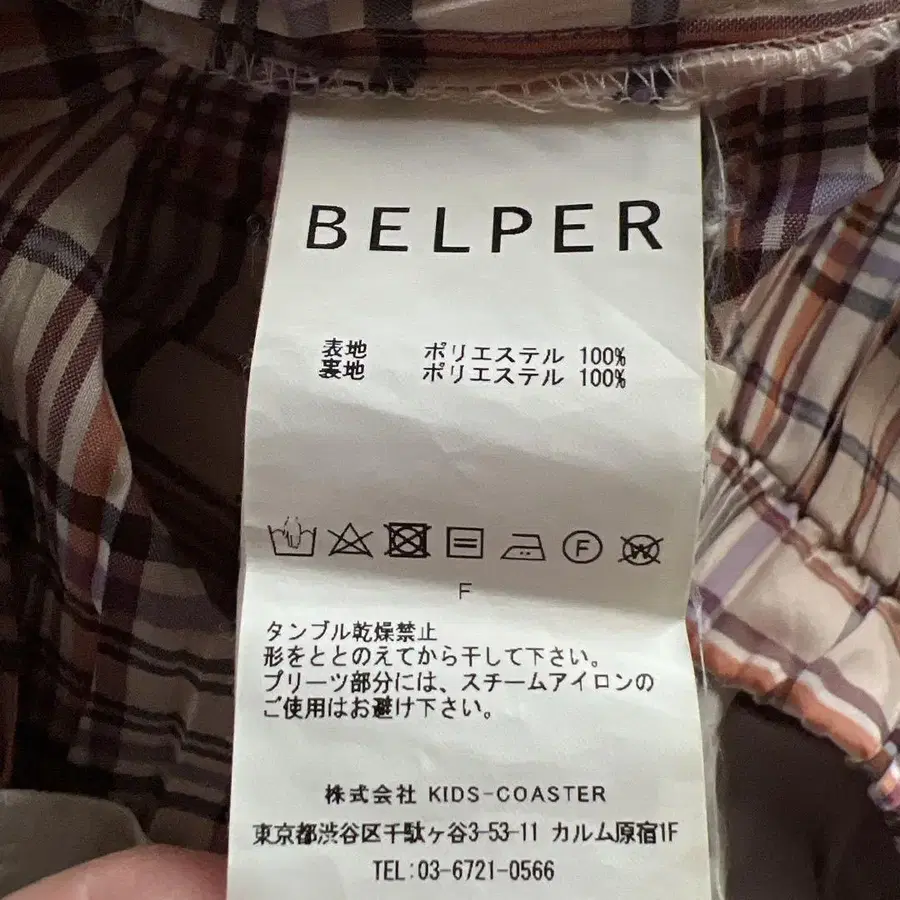 BELPER
表地 ポリエステル 100%
裏地 ポリエステル 100%
F W
F
タンブル乾燥禁止
形をととのえてから干して下さい。
プリーツ部分には、スチームアイロンの
ご使用はお避け下さい。
株式会社 KIDS-COASTER
東京都渋谷区千駄ヶ谷3-53-11 カルム原宿1F
TEL:03-6721-0566